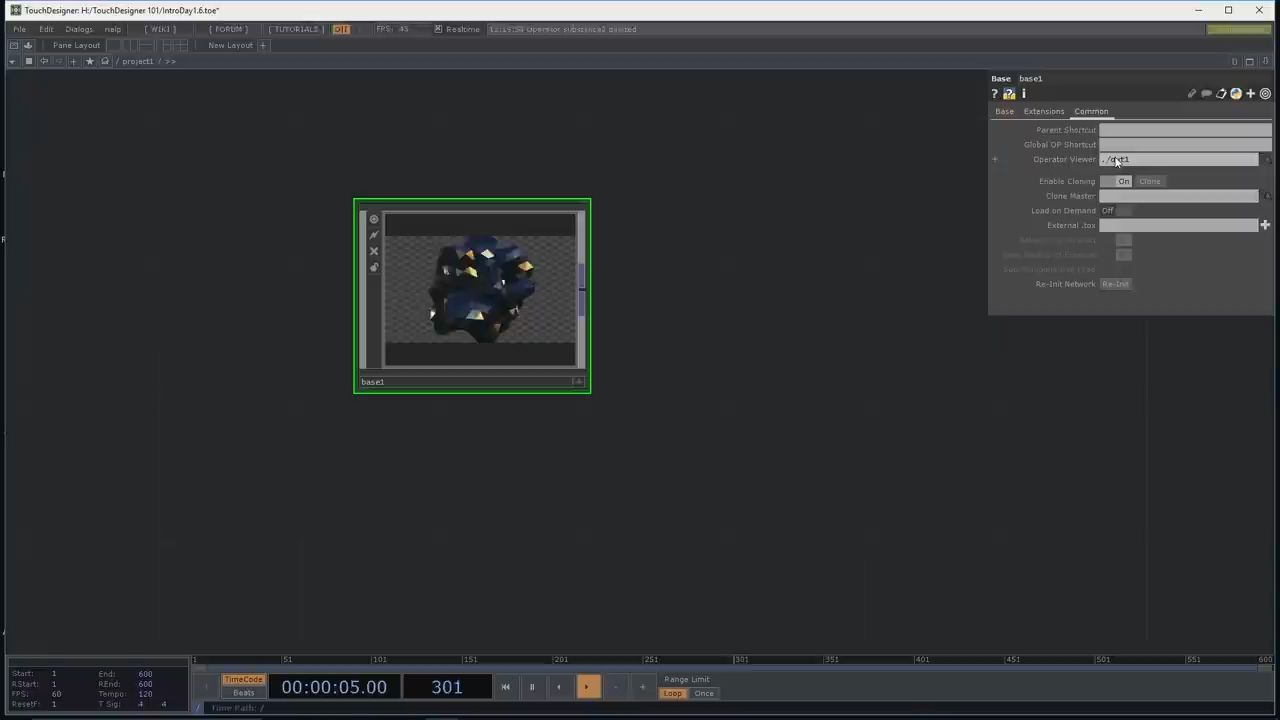 TouchDesigner: H:/TouchDesigner 101/IntroDay1.6.toe*
File Edit Dialogs Help [ WIKI ] [ FORUM ] [ TUTORIALS ] Off FPS: 45 Realtime
Pane Layout New Layout +
/ project1 / >>
Base base1
? ? i
Base Extensions Common
Parent Shortcut
Global OP Shortcut
Operator Viewer ./out1
Enable Cloning On Clone
Clone Master
Load on Demand Off
External .tox
Re-Init Network Re-Init
base1
1 51 101 151 201 251 301 351 401 451 501 551 600
Start: 1 End: 600
RStart: 1 REnd: 600
FPS: 60 Tempo: 120
ResetF: 1 T Sig: 4 4
TimeCode
Beats
00:00:05.00
301
Range Limit
Loop Once
/ Time Path: /